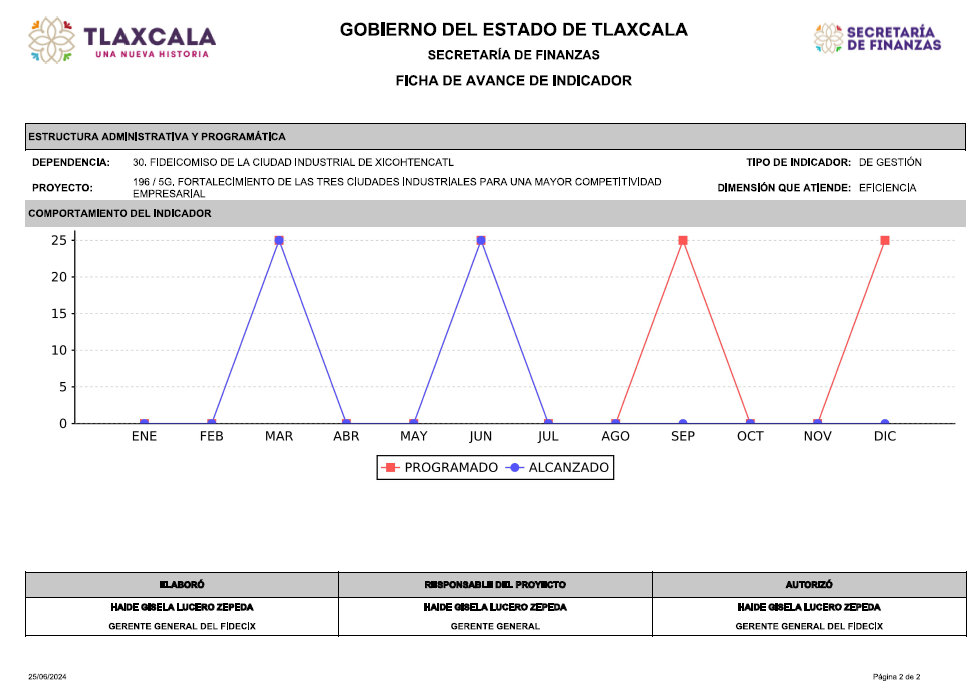 TLAXCALA
UNA NUEVA HISTORIA
GOBIERNO DEL ESTADO DE TLAXCALA
SECRETARÍA DE FINANZAS
FICHA DE AVANCE DE INDICADOR
SECRETARÍA
DE FINANZAS
ESTRUCTURA ADMINISTRATIVA Y PROGRAMÁTICA
DEPENDENCIA: 30. FIDEICOMISO DE LA CIUDAD INDUSTRIAL DE XICOHTENCATL TIPO DE INDICADOR: DE GESTIÓN
PROYECTO: 196 / 5G. FORTALECIMIENTO DE LAS TRES CIUDADES INDUSTRIALES PARA UNA MAYOR COMPETITIVIDAD
EMPRESARIAL DIMENSIÓN QUE ATIENDE: EFICIENCIA
COMPORTAMIENTO DEL INDICADOR
25
20
15
10
5
0
ENE FEB MAR ABR MAY JUN JUL AGO SEP OCT NOV DIC
PROGRAMADO ALCANZADO
ELABORÓ RESPONSABLE DEL PROYECTO AUTORIZÓ
HAIDE GISELA LUCERO ZEPEDA HAIDE GISELA LUCERO ZEPEDA HAIDE GISELA LUCERO ZEPEDA
GERENTE GENERAL DEL FIDECIX GERENTE GENERAL GERENTE GENERAL DEL FIDECIX
25/06/2024 Página 2 de 2